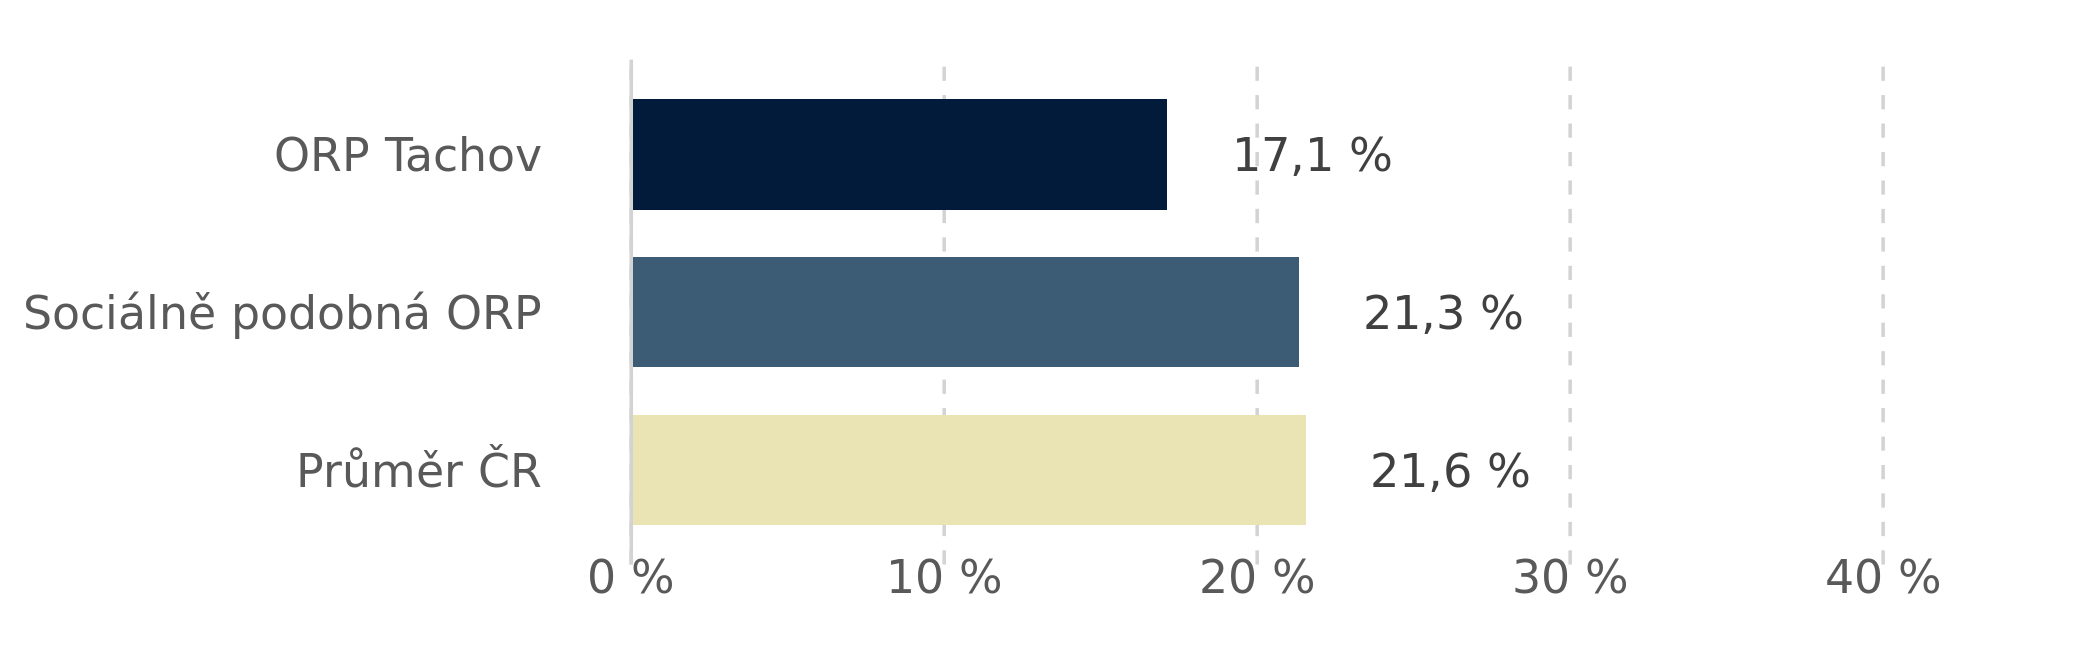 ORP Tachov 17,1 %
Sociálně podobná ORP 21,3 %
Průměr ČR 21,6 %
0 % 10 % 20 % 30 % 40 %